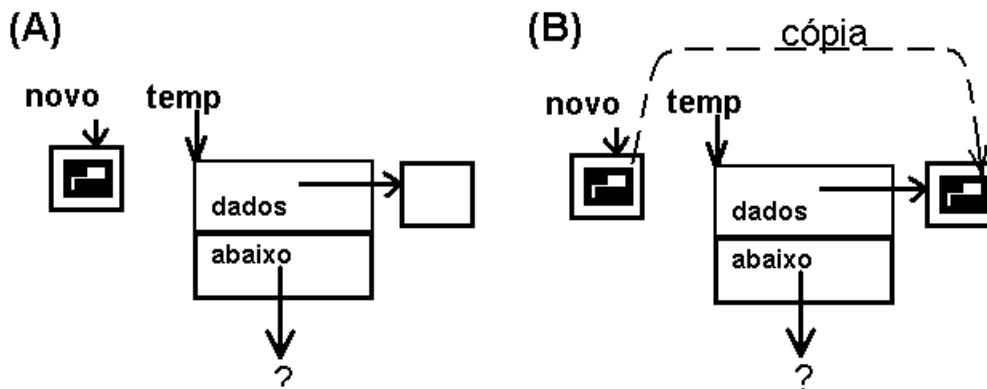 (A)
novo
temp
dados
abaixo
?
(B)
cópia
novo
temp
dados
abaixo
?